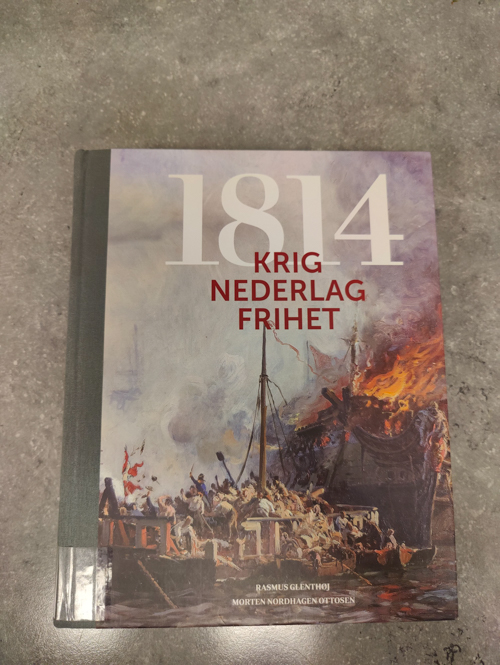 1814
KRIG
NEDERLAG
FRIHET
RASMUS GLENTHØJ
MORTEN NORDHAGEN OTTOSEN